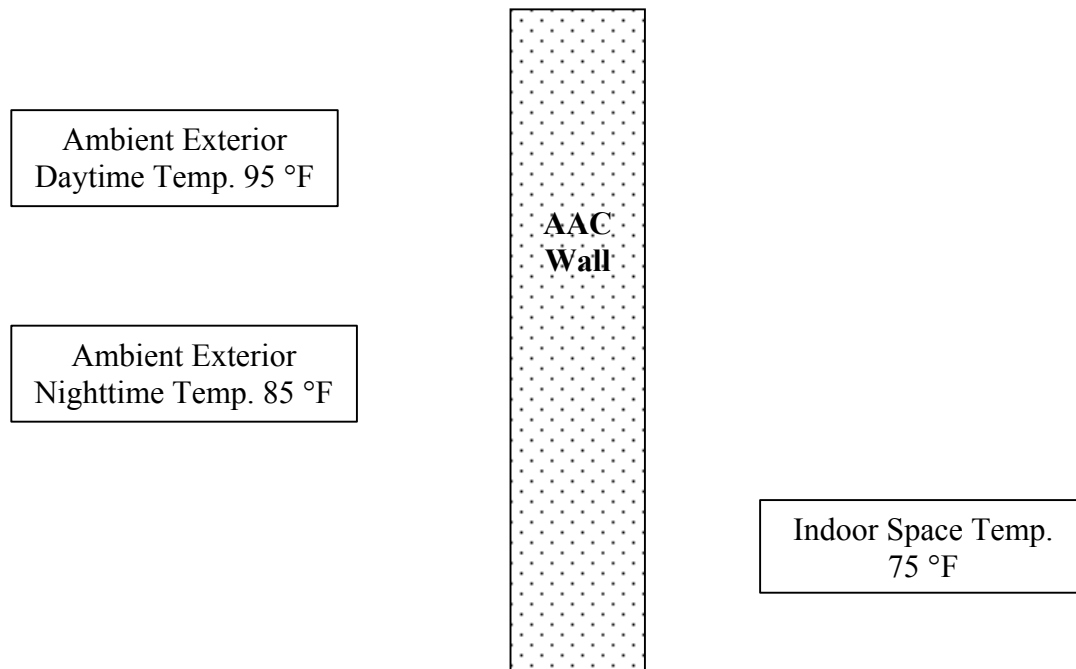 Ambient Exterior
Daytime Temp. 95 °F
AAC
Wall
Ambient Exterior
Nighttime Temp. 85 °F
Indoor Space Temp.
75 °F